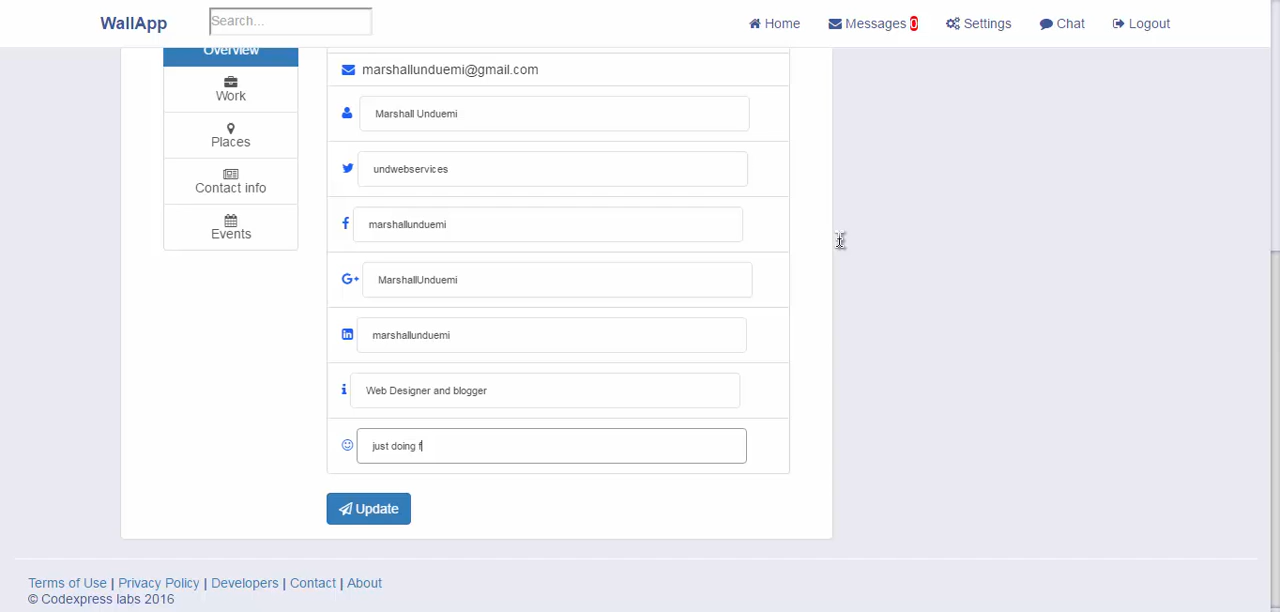 WallApp
Search...
Home
Messages 0
Settings
Chat
Logout
Overview
Work
Places
Contact info
Events
marshallunduemi@gmail.com
Marshall Unduemi
undwebservices
marshallunduemi
MarshallUnduemi
marshallunduemi
Web Designer and blogger
just doing f
Update
Terms of Use | Privacy Policy | Developers | Contact | About
© Codexpress labs 2016